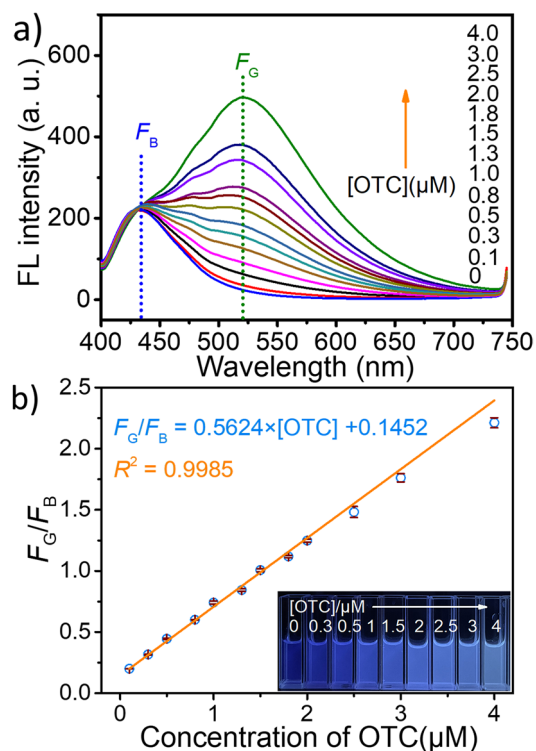 a)
600
400
200
0
FL intensity (a. u.)
F_B
F_G
4.0
3.0
2.5
2.0
1.8
1.5
1.3
1.0
0.8
0.5
0.3
0.1
0
[OTC](μM)
400 450 500 550 600 650 700 750
Wavelength (nm)
b)
2.5
2.0
1.5
1.0
0.5
0.0
F_G/F_B
F_G/F_B = 0.5624×[OTC] +0.1452
R² = 0.9985
[OTC]/μM
0 0.3 0.5 1 1.5 2 2.5 3 4
0 1 2 3 4
Concentration of OTC(μM)